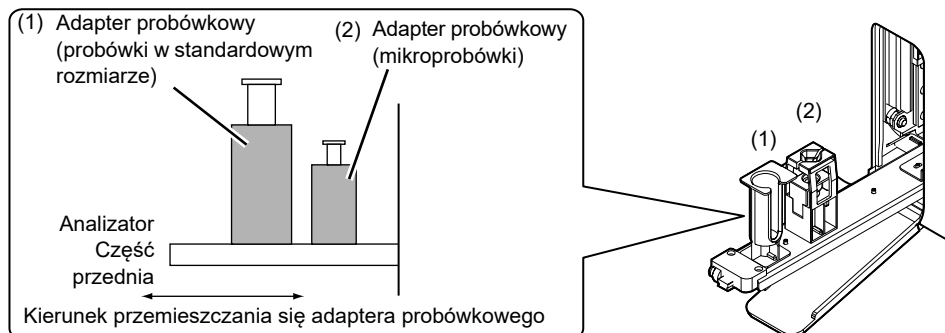 (1) Adapter probówkowy
(probówki w standardowym
rozmiarze)
(2) Adapter probówkowy
(mikroprobówki)
Analizator
Część
przednia
Kierunek przemieszczania się adaptera probówkowego
(1)
(2)